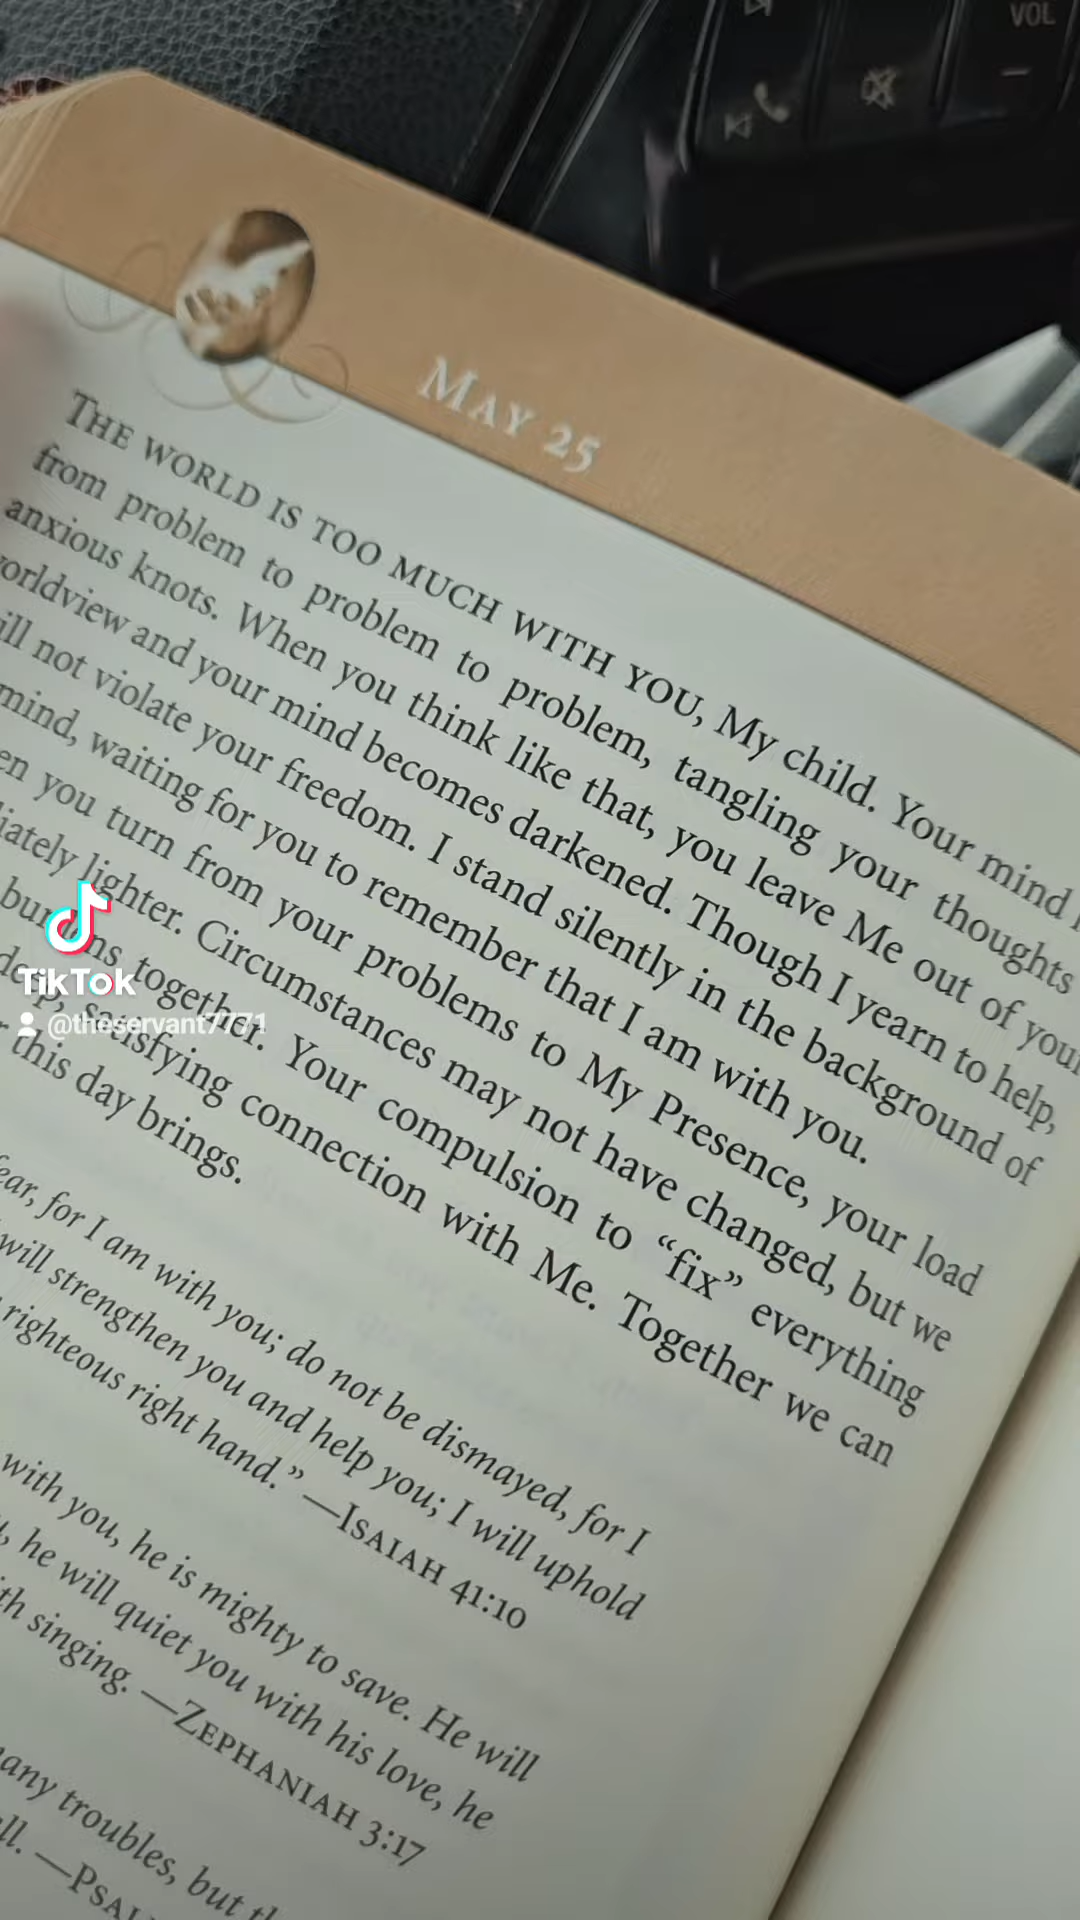 VOL
MAY 25
THE WORLD IS TOO MUCH WITH YOU, My child. Your mind
from problem to problem to problem, tangling your thoughts
anxious knots. When you think like that, you leave Me out of your
worldview and your mind becomes darkened. Though I yearn to help,
ill not violate your freedom. I stand silently in the background of
mind, waiting for you to remember that I am with you.
en you turn from your problems to My Presence, your load
iately lighter. Circumstances may not have changed, but we
burdens together. Your compulsion to “fix” everything
deep, satisfying connection with Me. Together we can
this day brings.
ear, for I am with you; do not be dismayed, for I
will strengthen you and help you; I will uphold
righteous right hand.” —ISAIAH 41:10
with you, he is mighty to save. He will
, he will quiet you with his love, he
ith singing. —ZEPHANIAH 3:17
any troubles, but
ll. —PSAL
TikTok
@theservant7771